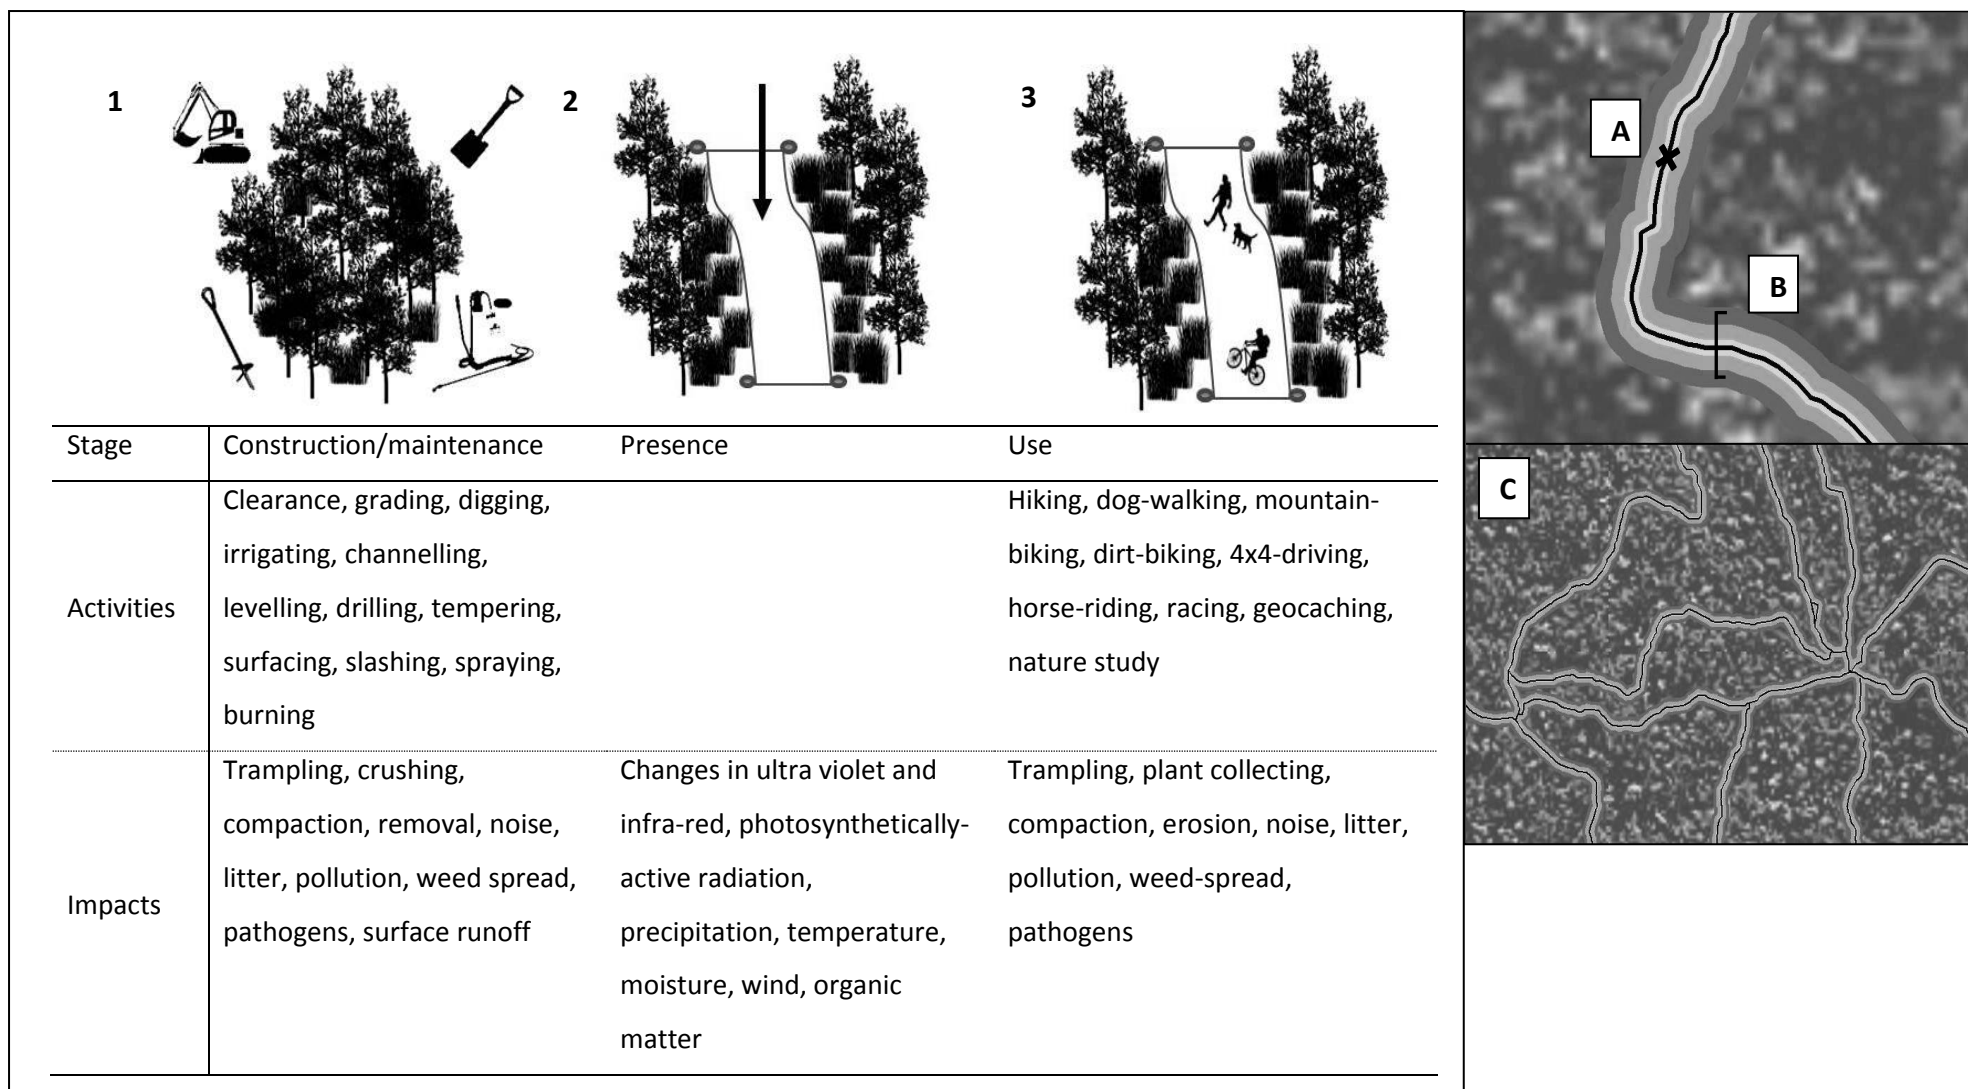 1
2
3
A
B
C
Stage
Construction/maintenance
Presence
Use
Activities
Clearance, grading, digging,
irrigating, channelling,
levelling, drilling, tempering,
surfacing, slashing, spraying,
burning
Hiking, dog-walking, mountain-
biking, dirt-biking, 4x4-driving,
horse-riding, racing, geocaching,
nature study
Impacts
Trampling, crushing,
compaction, removal, noise,
litter, pollution, weed spread,
pathogens, surface runoff
Changes in ultra violet and
infra-red, photosynthetically-
active radiation,
precipitation, temperature,
moisture, wind, organic
matter
Trampling, plant collecting,
compaction, erosion, noise, litter,
pollution, weed-spread,
pathogens